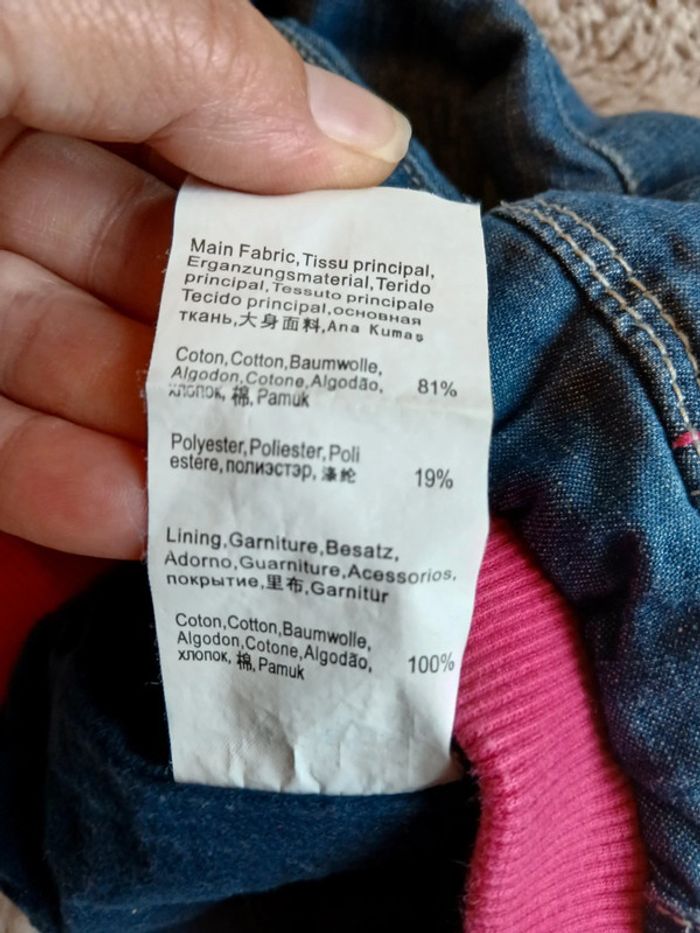 Main Fabric,Tissu principal,
Erganzungsmaterial,Terido
principal,Tessuto principale
Tecido principal,основная
ткань,大身面料,Ana Kumaş
Coton,Cotton,Baumwolle,
Algodon,Cotone,Algodão,
хлопок, 棉, Pamuk 81%
Polyester,Poliester,Poli
estere,полиэстэр, 涤纶 19%
Lining,Garniture,Besatz,
Adorno,Guarniture,Acessorios,
покрытие,里布,Garnitür
Coton,Cotton,Baumwolle,
Algodon,Cotone,Algodão,
хлопок, 棉, Pamuk 100%